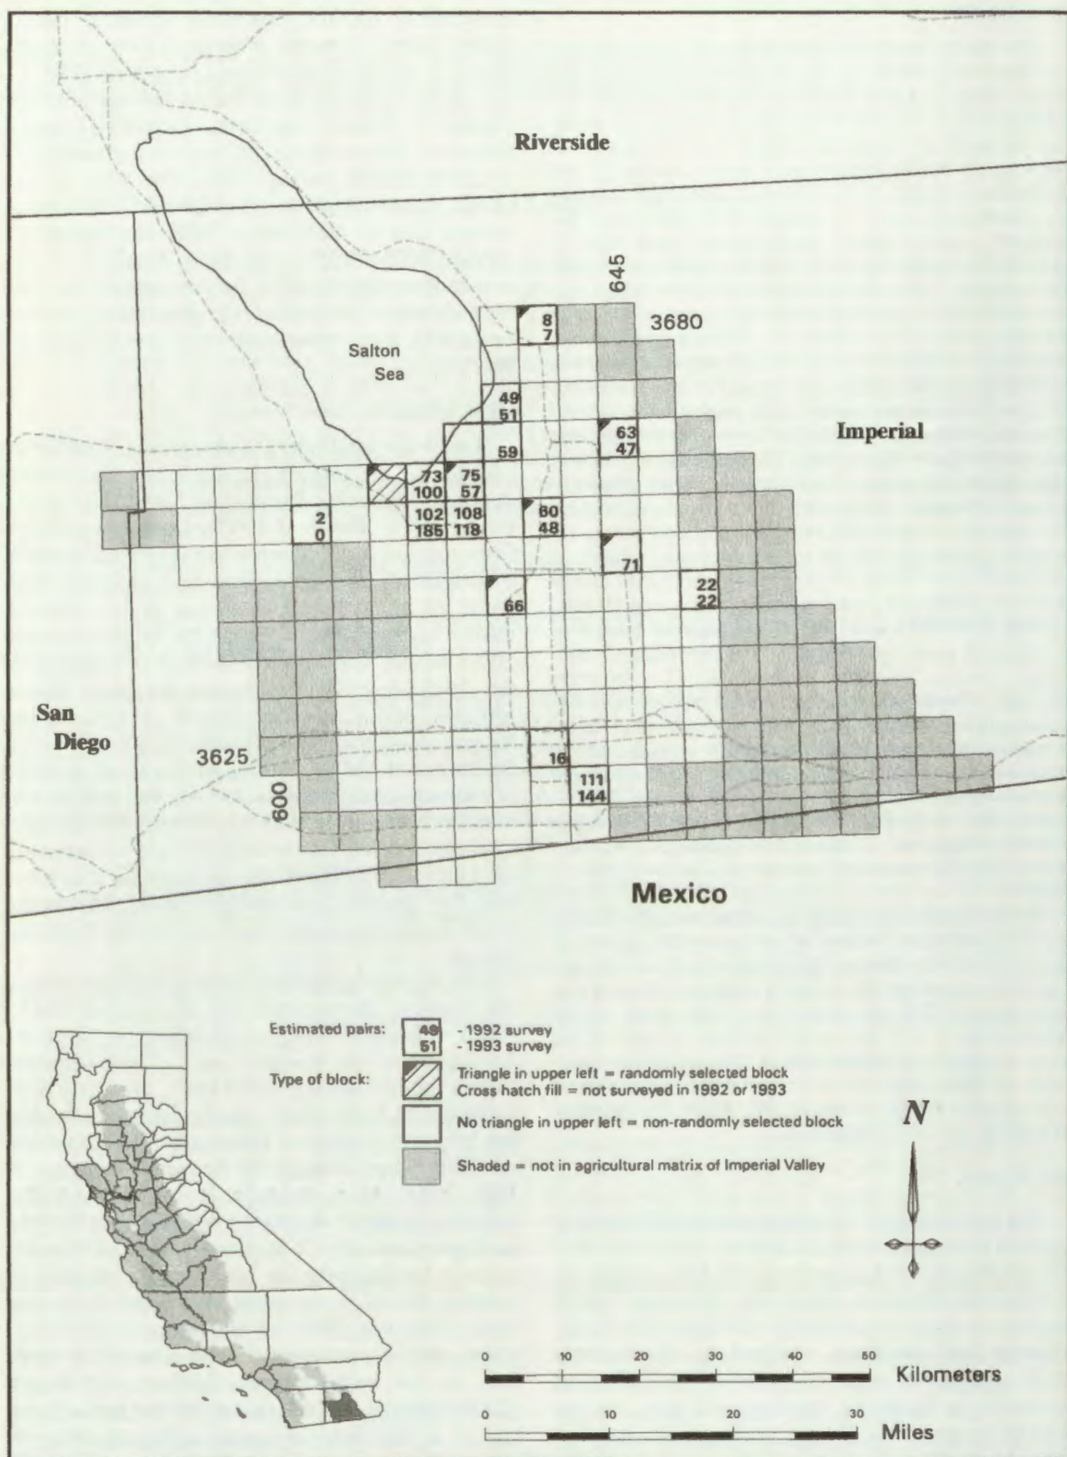 Riverside
645
8
7
3680
Salton
Sea
49
51
63
47
Imperial
59
73
100
75
57
2
0
102
185
108
118
60
48
71
66
22
22
San
Diego
3625
16
111
144
600
Mexico
Estimated pairs:
49
51
- 1992 survey
- 1993 survey
Type of block:
Triangle in upper left = randomly selected block
Cross hatch fill = not surveyed in 1992 or 1993
No triangle in upper left = non-randomly selected block
Shaded = not in agricultural matrix of Imperial Valley
N
0 10 20 30 40 50
Kilometers
0 10 20 30
Miles